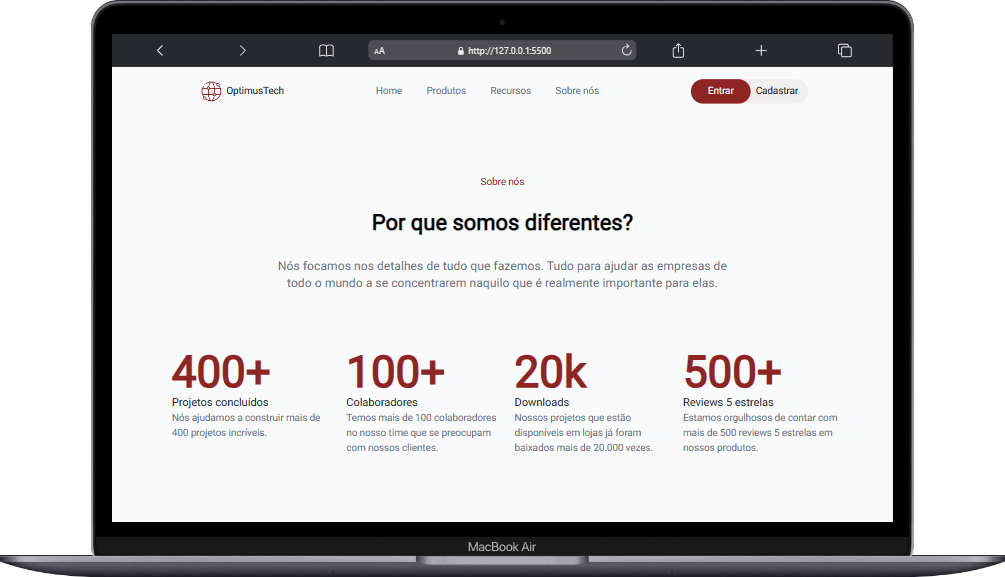 AA http://127.0.0.1:5500
OptimusTech Home Produtos Recursos Sobre nós Entrar Cadastrar
Sobre nós
Por que somos diferentes?
Nós focamos nos detalhes de tudo que fazemos. Tudo para ajudar as empresas de
todo o mundo a se concentrarem naquilo que é realmente importante para elas.
400+
Projetos concluídos
Nós ajudamos a construir mais de
400 projetos incríveis.
100+
Colaboradores
Temos mais de 100 colaboradores
no nosso time que se preocupam
com nossos clientes.
20k
Downloads
Nossos projetos que estão
disponíveis em lojas já foram
baixados mais de 20.000 vezes.
500+
Reviews 5 estrelas
Estamos orgulhosos de contar com
mais de 500 reviews 5 estrelas em
nossos produtos.
MacBook Air